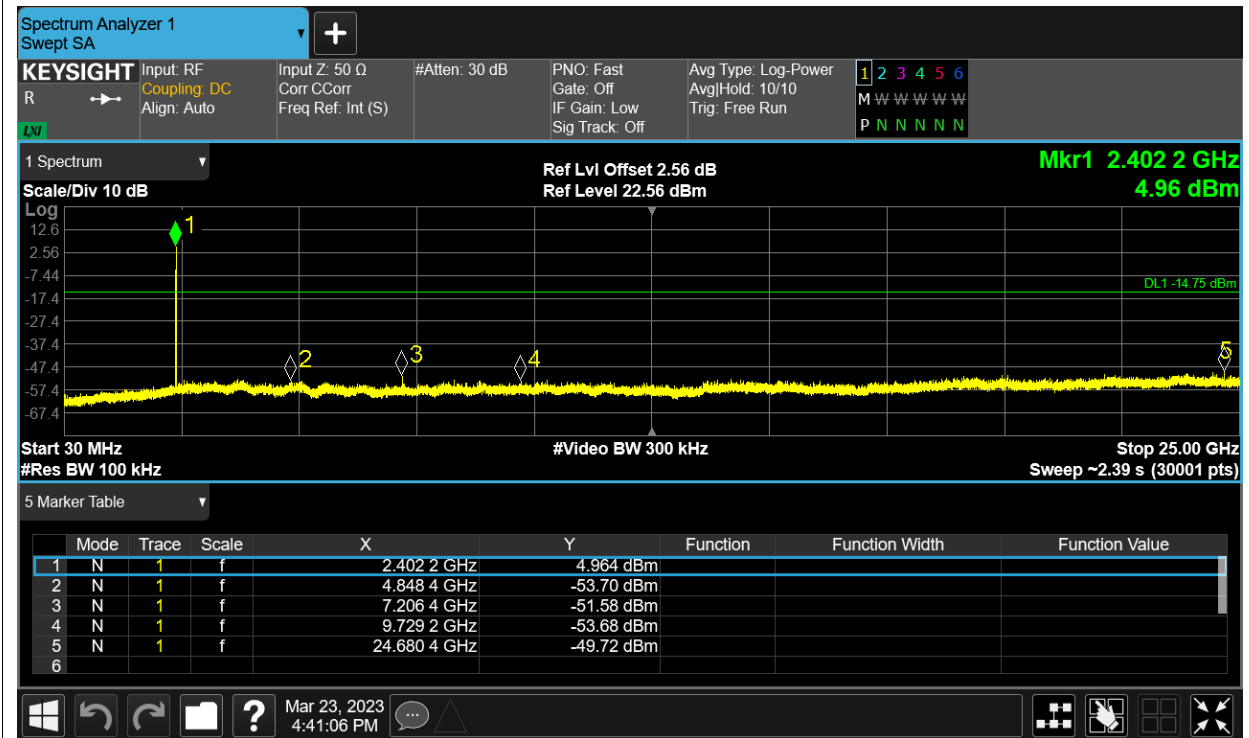 Spectrum Analyzer 1
Swept SA
+
KEYSIGHT
R
LXI
Input: RF
Coupling: DC
Align: Auto
Input Z: 50 Ω
Corr CCorr
Freq Ref: Int (S)
#Atten: 30 dB
PNO: Fast
Gate: Off
IF Gain: Low
Sig Track: Off
Avg Type: Log-Power
Avg|Hold: 10/10
Trig: Free Run
1 2 3 4 5 6
M W W W W W
P N N N N N
1 Spectrum
Scale/Div 10 dB
Ref Lvl Offset 2.56 dB
Ref Level 22.56 dBm
Mkr1 2.402 2 GHz
4.96 dBm
Log
12.6
2.56
-7.44
-17.4
-27.4
-37.4
-47.4
-57.4
-67.4
1
2
3
4
5
DL1 -14.75 dBm
Start 30 MHz
#Video BW 300 kHz
Stop 25.00 GHz
#Res BW 100 kHz
Sweep ~2.39 s (30001 pts)
5 Marker Table
Mode Trace Scale X Y Function Function Width Function Value
1 N 1 f 2.402 2 GHz 4.964 dBm
2 N 1 f 4.848 4 GHz -53.70 dBm
3 N 1 f 7.206 4 GHz -51.58 dBm
4 N 1 f 9.729 2 GHz -53.68 dBm
5 N 1 f 24.680 4 GHz -49.72 dBm
6
?
Mar 23, 2023
4:41:06 PM